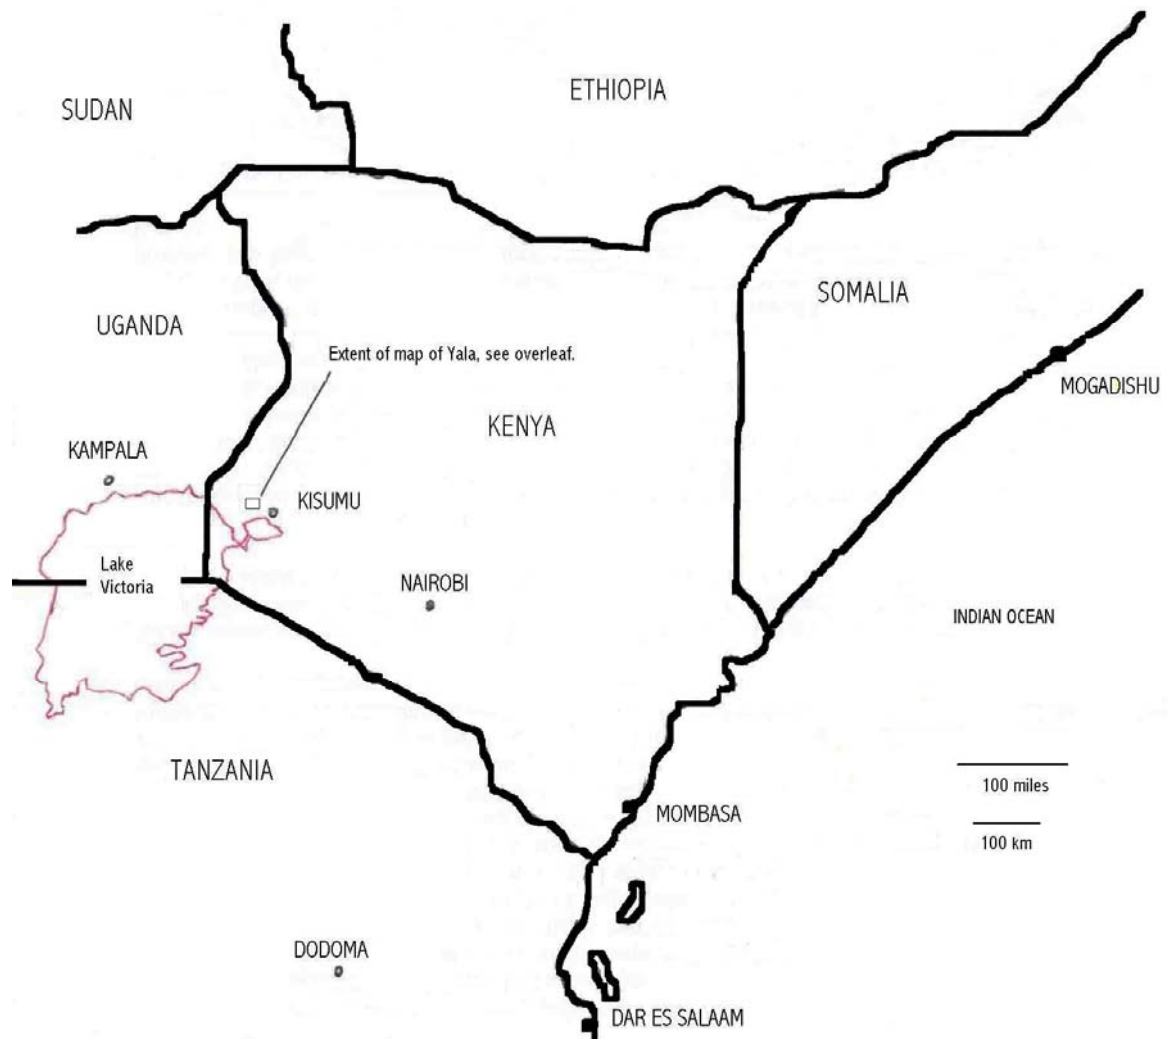 ETHIOPIA
SUDAN
SOMALIA
UGANDA
Extent of map of Yala, see overleaf.
MOGADISHU
KENYA
KAMPALA
KISUMU
Lake
Victoria
NAIROBI
INDIAN OCEAN
TANZANIA
100 miles
MOMBASA
100 km
DODOMA
DAR ES SALAAM